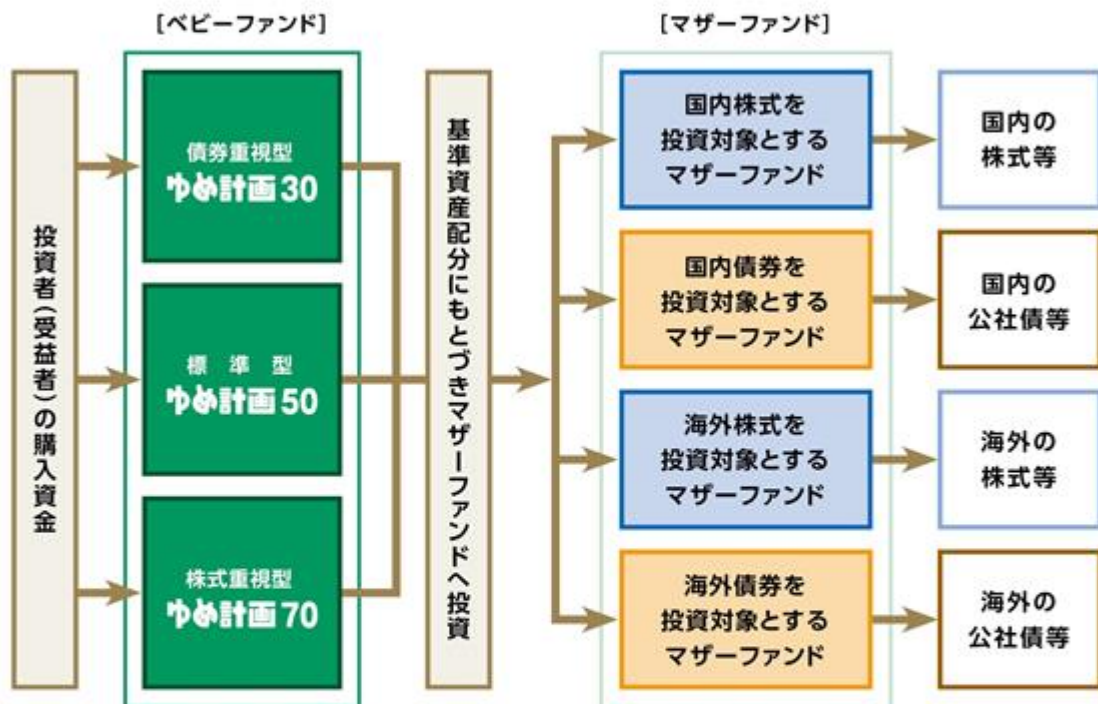 [ベビーファンド]
[マザーファンド]
投資者(受益者)の購入資金
債券重視型
ゆめ計画30
標準型
ゆめ計画50
株式重視型
ゆめ計画70
基準資産配分にもとづきマザーファンドへ投資
国内株式を
投資対象とする
マザーファンド
国内の
株式等
国内債券を
投資対象とする
マザーファンド
国内の
公社債等
海外株式を
投資対象とする
マザーファンド
海外の
株式等
海外債券を
投資対象とする
マザーファンド
海外の
公社債等